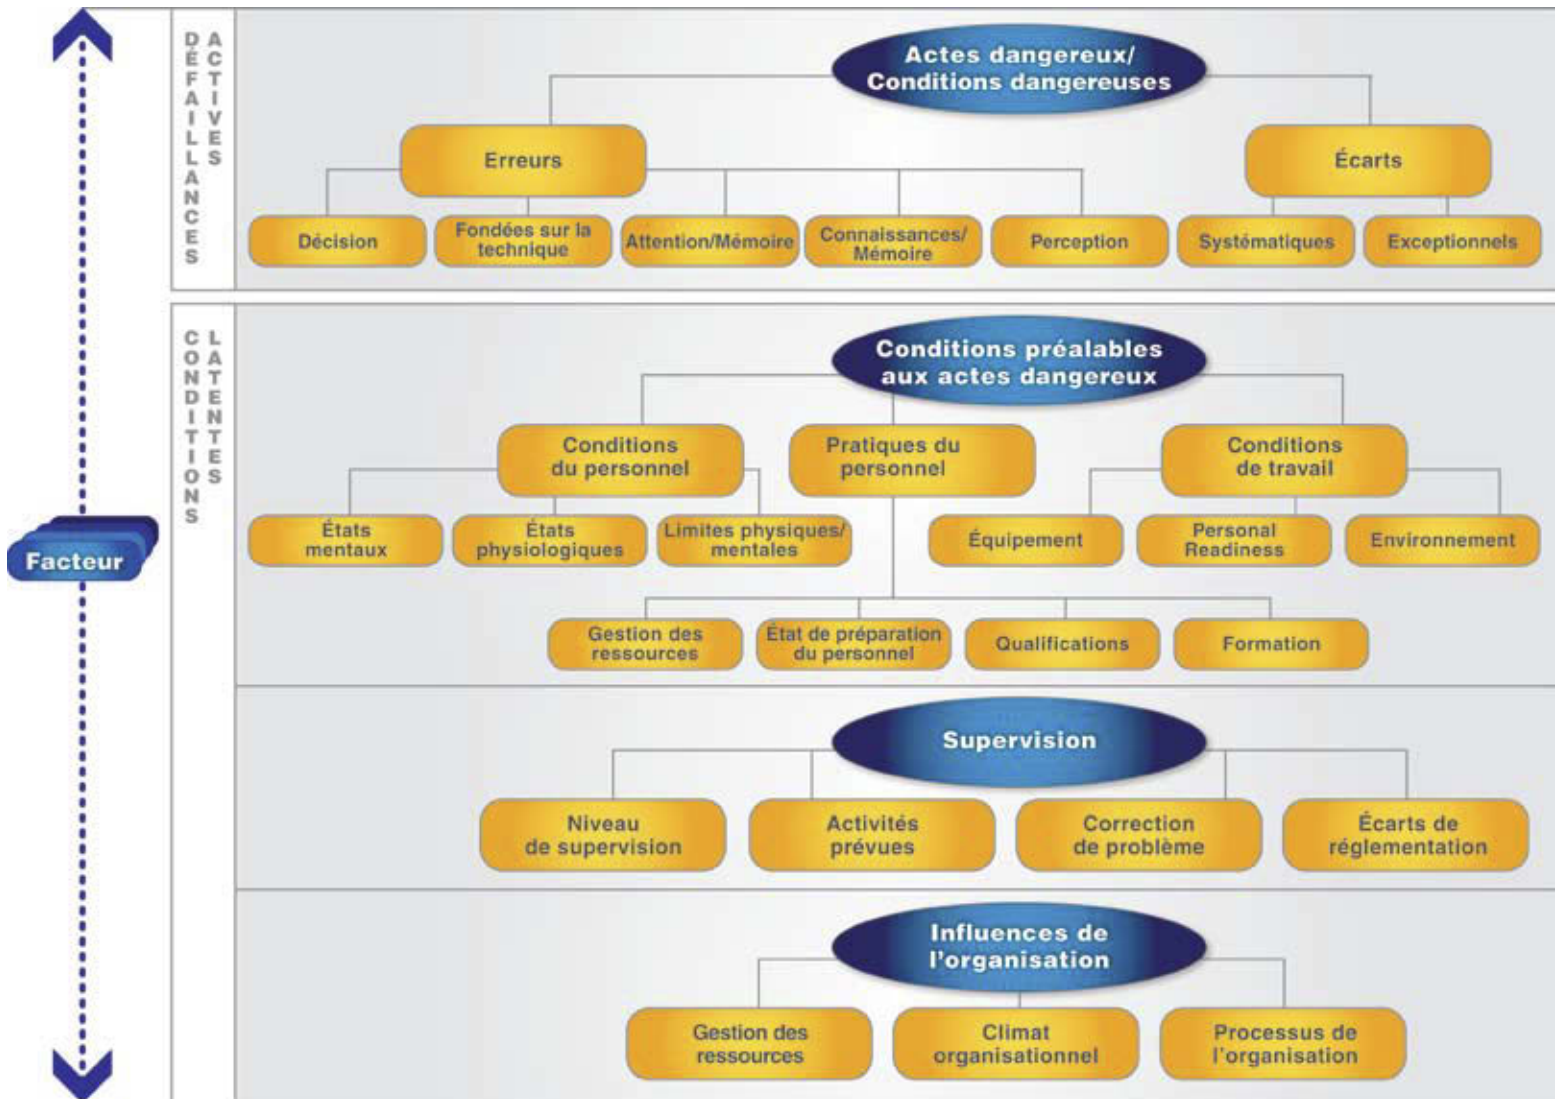 DÉFAILLANCES
ACTIVES
Actes dangereux/
Conditions dangereuses
Erreurs
Écarts
Décision
Fondées sur la
technique
Attention/Mémoire
Connaissances/
Mémoire
Perception
Systématiques
Exceptionnels
CONDITIONS
LATENTES
Conditions préalables
aux actes dangereux
Conditions
du personnel
Pratiques du
personnel
Conditions
de travail
États
mentaux
États
physiologiques
Limites physiques/
mentales
Équipement
Personal
Readiness
Environnement
Facteur
Gestion des
ressources
État de préparation
du personnel
Qualifications
Formation
Supervision
Niveau
de supervision
Activités
prévues
Correction
de problème
Écarts de
réglementation
Influences de
l'organisation
Gestion des
ressources
Climat
organisationnel
Processus de
l'organisation